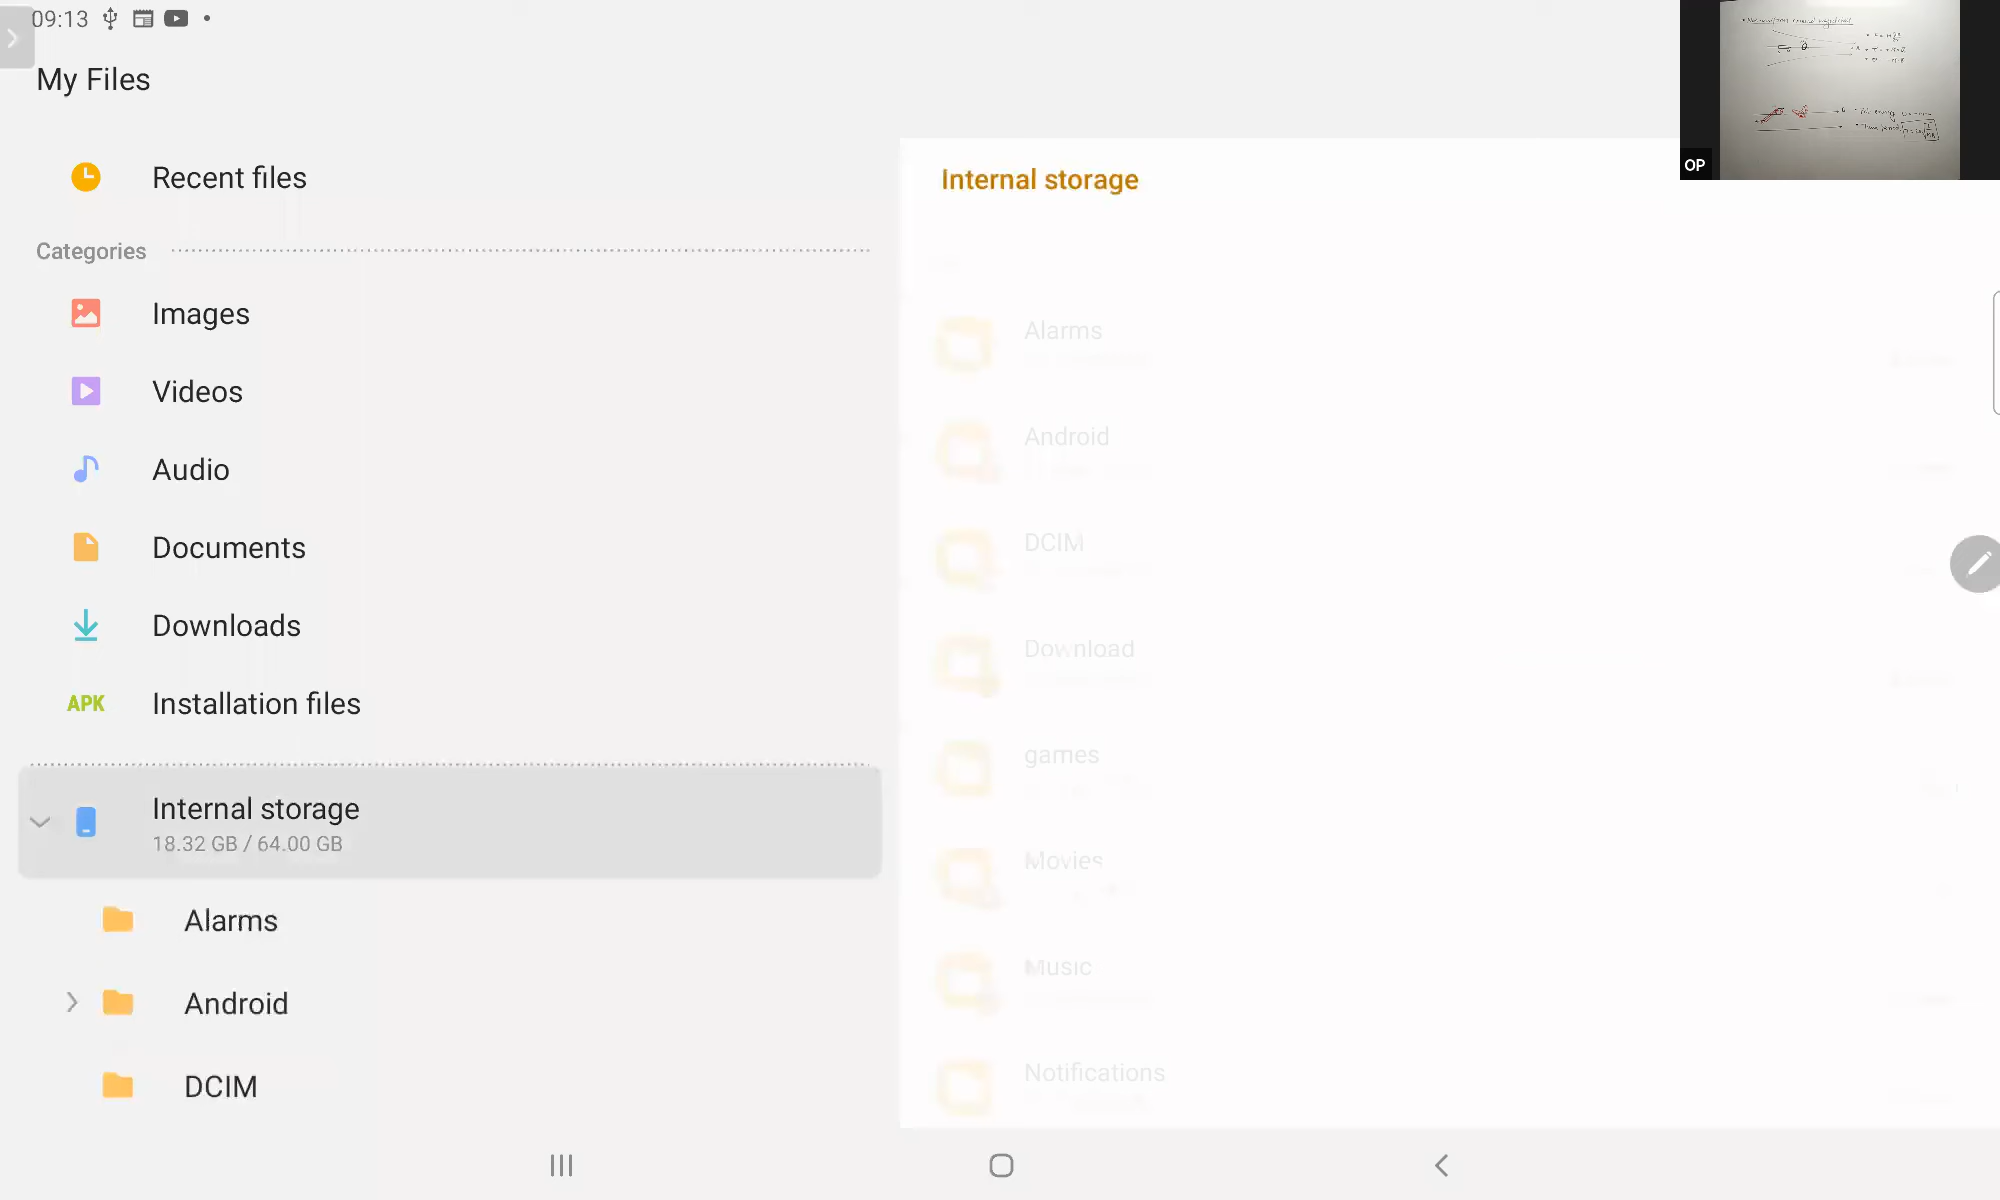 09:13
My Files
OP
Recent files
Categories
Images
Videos
Audio
Documents
Downloads
APK Installation files
Internal storage
18.32 GB / 64.00 GB
Alarms
Android
DCIM
Internal storage
Alarms
Android
DCIM
Download
games
Movies
Music
Notifications